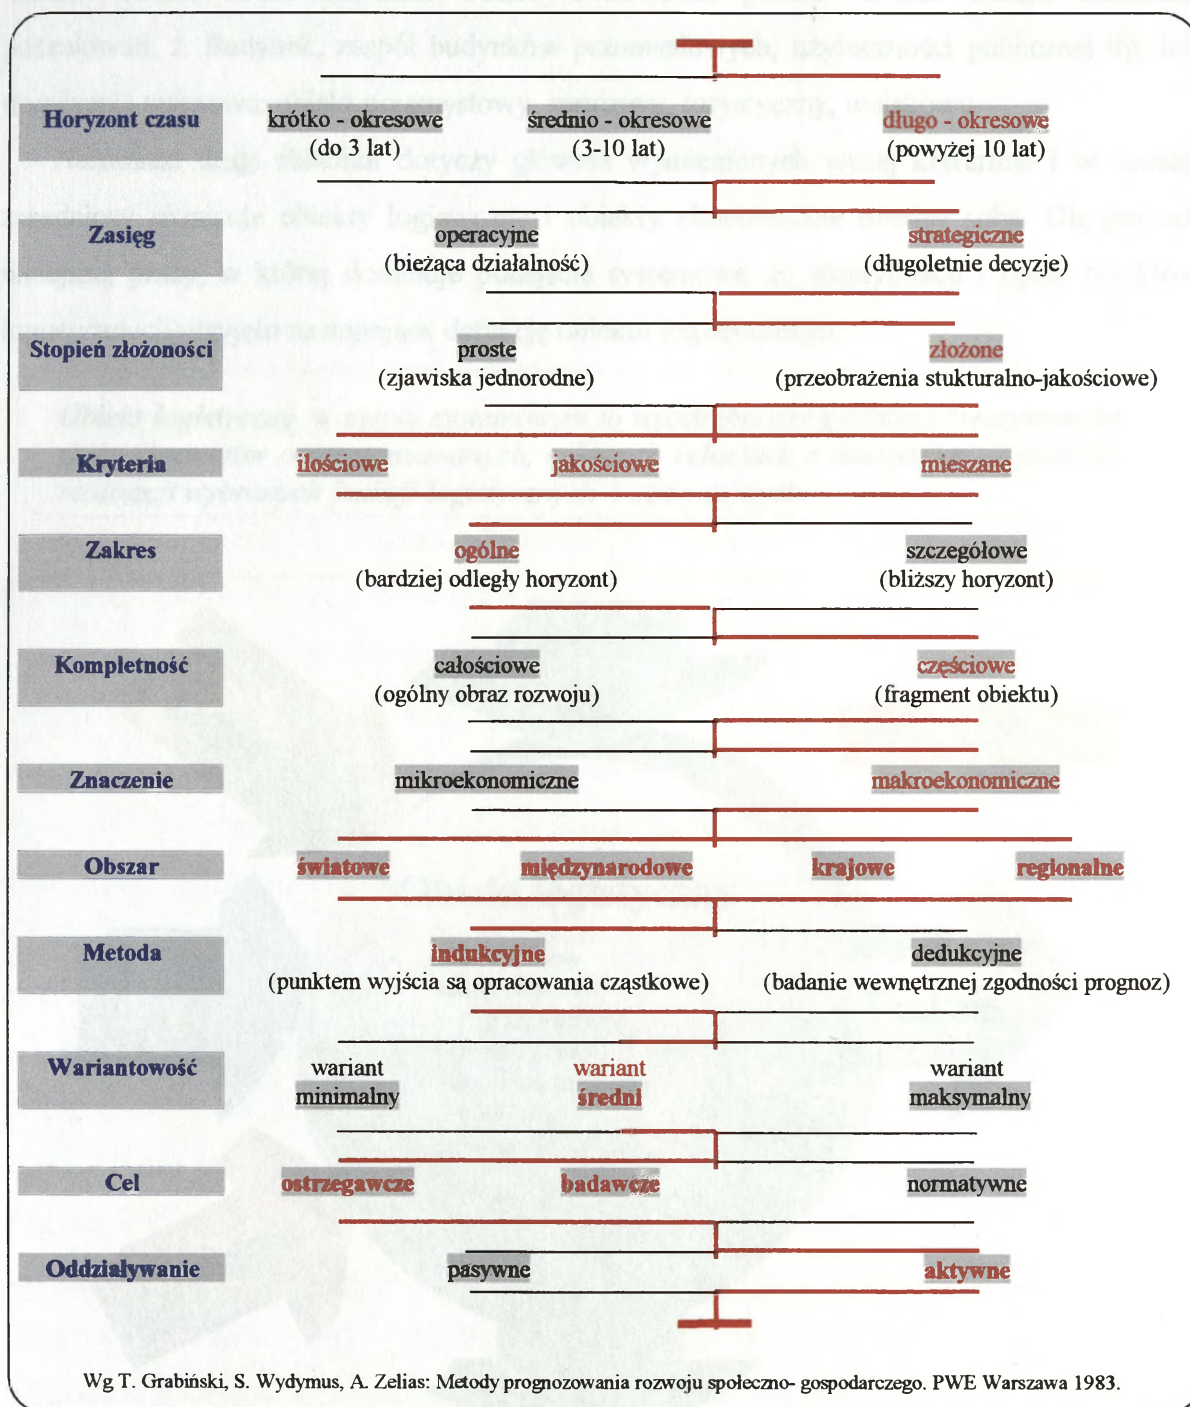 Horyzont czasu krótko - okresowe średnio - okresowe długo - okresowe
(do 3 lat) (3-10 lat) (powyżej 10 lat)
Zasięg operacyjne strategiczne
(bieżąca działalność) (długoletnie decyzje)
Stopień złożoności proste złożone
(zjawiska jednorodne) (przeobrażenia stukturalno-jakościowe)
Kryteria ilościowe jakościowe mieszane
Zakres ogólne szczegółowe
(bardziej odległy horyzont) (bliższy horyzont)
Kompletność całościowe częściowe
(ogólny obraz rozwoju) (fragment obiektu)
Znaczenie mikroekonomiczne makroekonomiczne
Obszar światowe międzynarodowe krajowe regionalne
Metoda indukcyjne dedukcyjne
(punktem wyjścia są opracowania cząstkowe) (badanie wewnętrznej zgodności prognoz)
Wariantowość wariant wariant wariant
minimalny średni maksymalny
Cel ostrzegawcze badawcze normatywne
Oddziaływanie pasywne aktywne
Wg T. Grabiński, S. Wydymus, A. Zelias: Metody prognozowania rozwoju społeczno- gospodarczego. PWE Warszawa 1983.